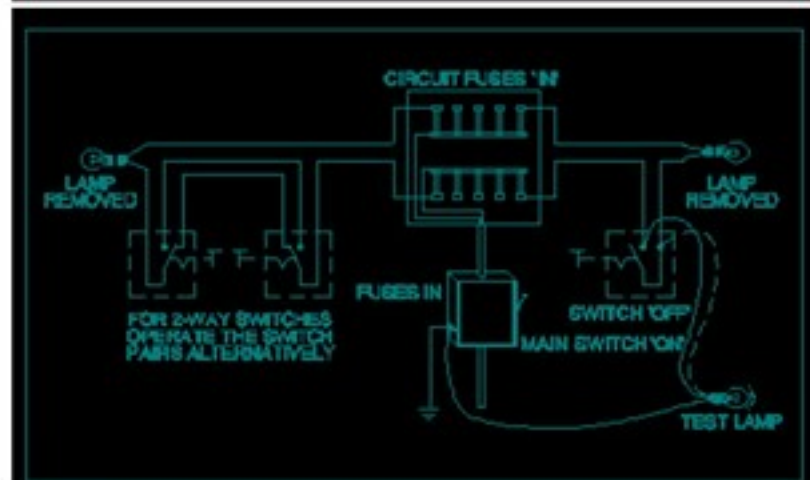 CIRCUIT FUSES 'IN'
LAMP
REMOVED
LAMP
REMOVED
FUSES IN
SWITCH 'OFF'
FOR 2-WAY SWITCHES
OPERATE THE SWITCH
PAIRS ALTERNATIVELY
MAIN SWITCH 'ON'
TEST LAMP